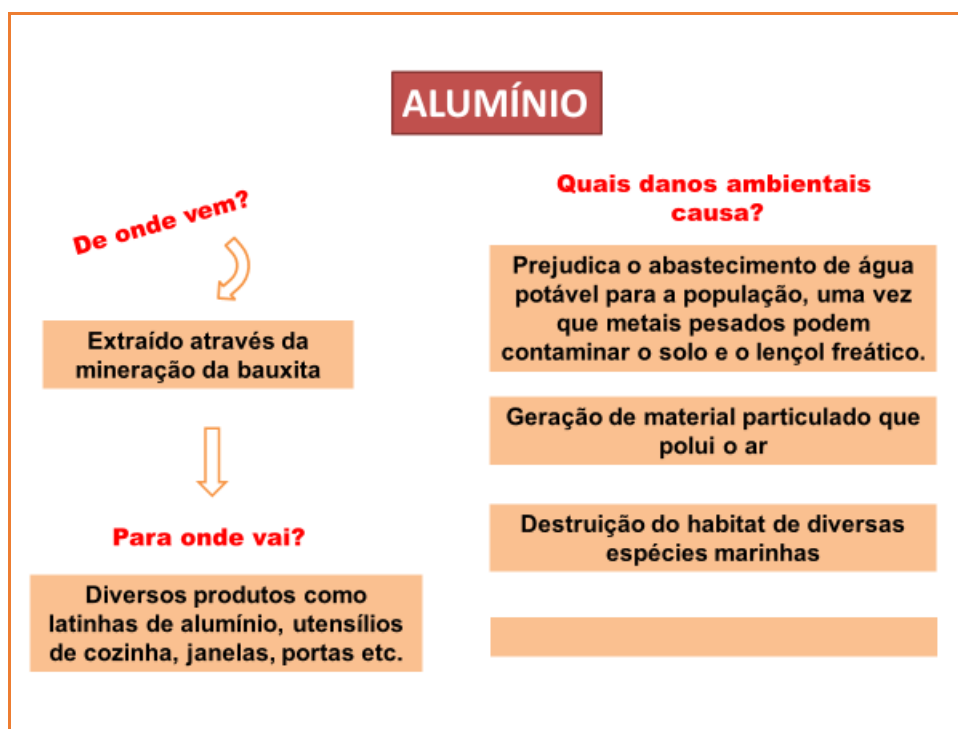 ALUMÍNIO
De onde vem?
Extraído através da
mineração da bauxita
Para onde vai?
Diversos produtos como
latinhas de alumínio, utensílios
de cozinha, janelas, portas etc.
Quais danos ambientais
causa?
Prejudica o abastecimento de água
potável para a população, uma vez
que metais pesados podem
contaminar o solo e o lençol freático.
Geração de material particulado que
polui o ar
Destruição do habitat de diversas
espécies marinhas